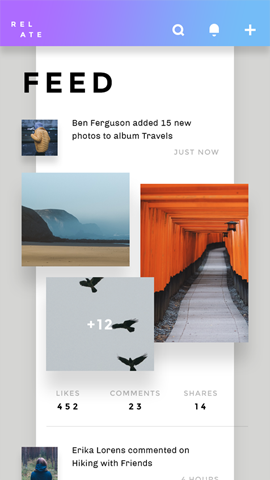 REL
ATE
FEED
Ben Ferguson added 15 new
photos to album Travels
JUST NOW
+12
LIKES COMMENTS SHARES
452 23 14
Erika Lorens commented on
Hiking with Friends
6 HOURS